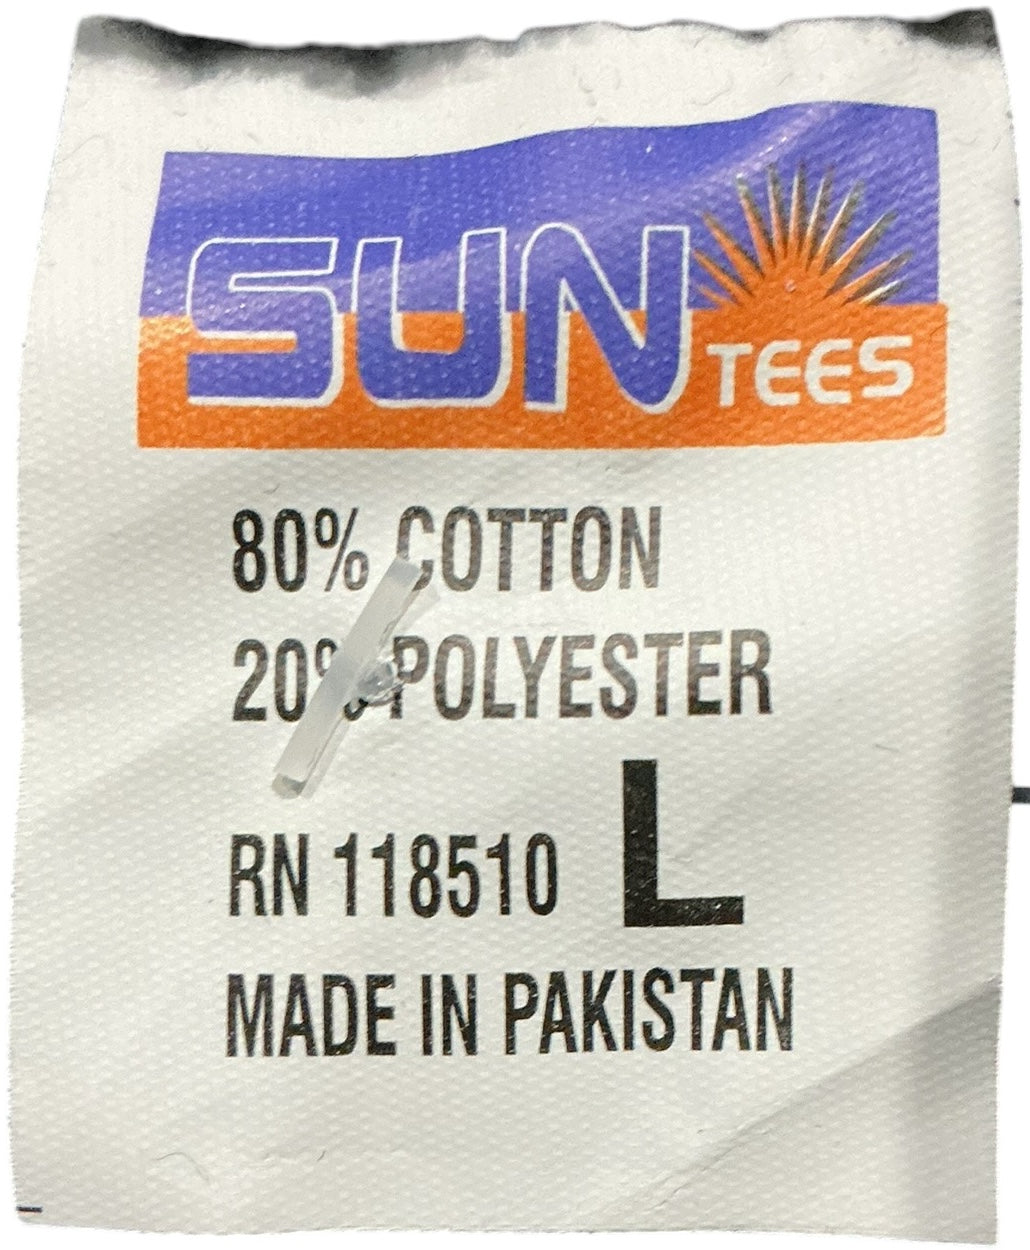 SUN TEES
80% COTTON
20% POLYESTER
RN 118510 L
MADE IN PAKISTAN